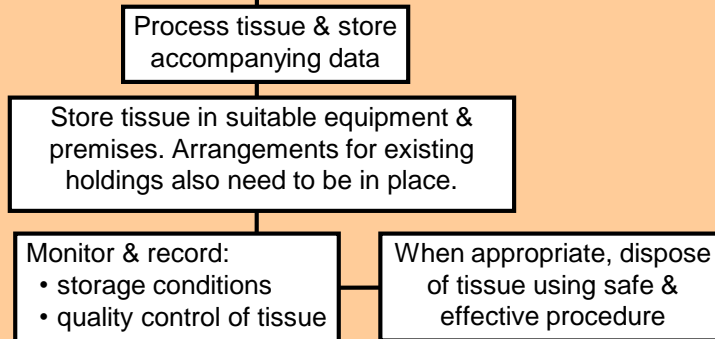 Process tissue & store
accompanying data
Store tissue in suitable equipment &
premises. Arrangements for existing
holdings also need to be in place.
Monitor & record:
• storage conditions
• quality control of tissue
When appropriate, dispose
of tissue using safe &
effective procedure